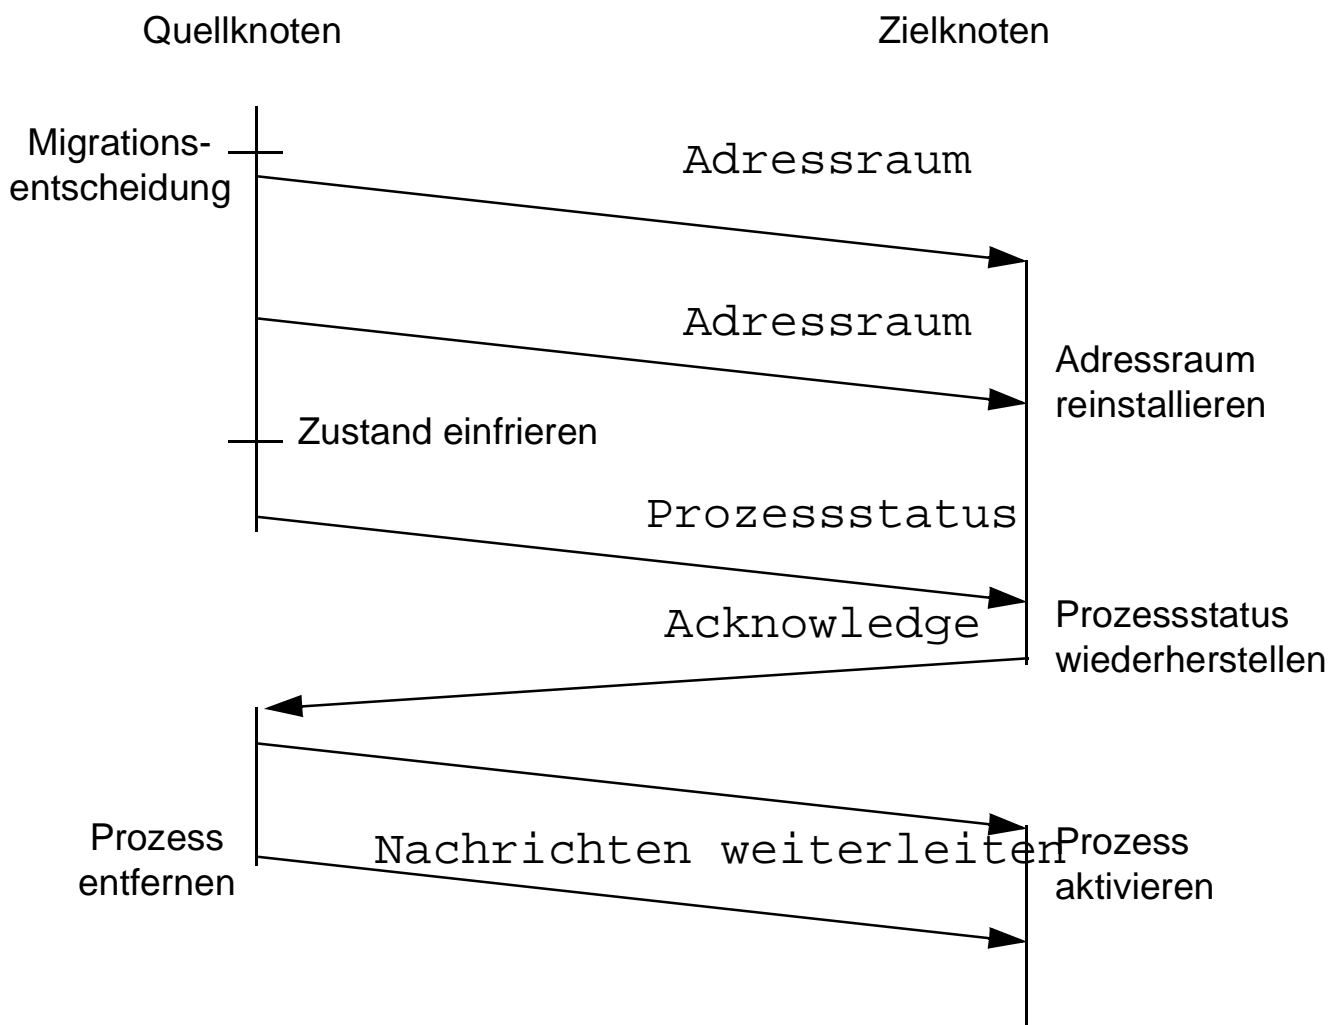 Quellknoten
Zielknoten
Migrations-
entscheidung
Adressraum
Adressraum
Adressraum
reinstallieren
Zustand einfrieren
Prozessstatus
Acknowledge
Prozessstatus
wiederherstellen
Prozess
entfernen
Nachrichten weiterleiten
Prozess
aktivieren